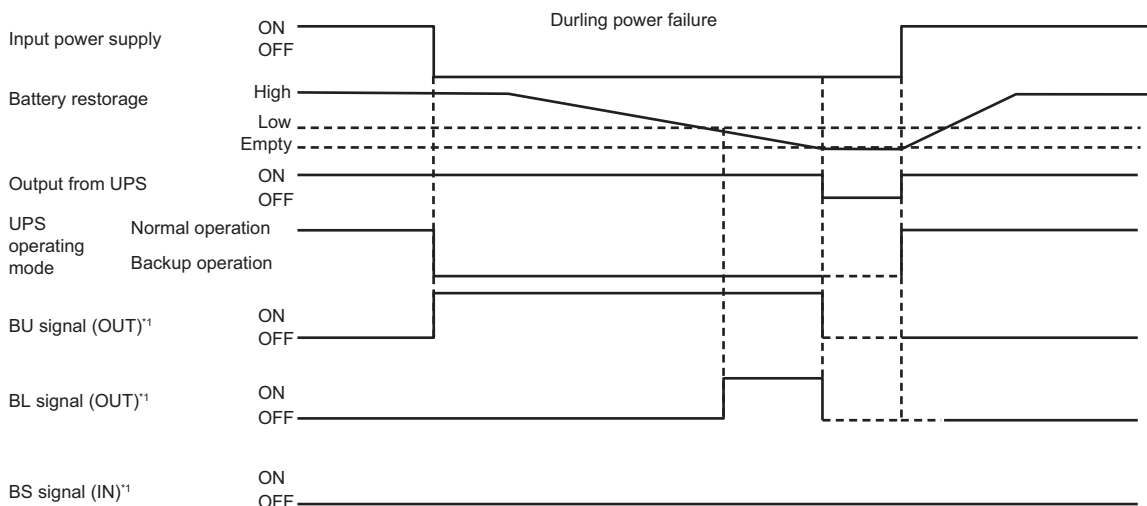 Durling power failure
Input power supply
ON
OFF
Battery restorage
High
Low
Empty
Output from UPS
ON
OFF
UPS
operating
mode
Normal operation
Backup operation
BU signal (OUT)*1
ON
OFF
BL signal (OUT)*1
ON
OFF
BS signal (IN)*1
ON
OFF